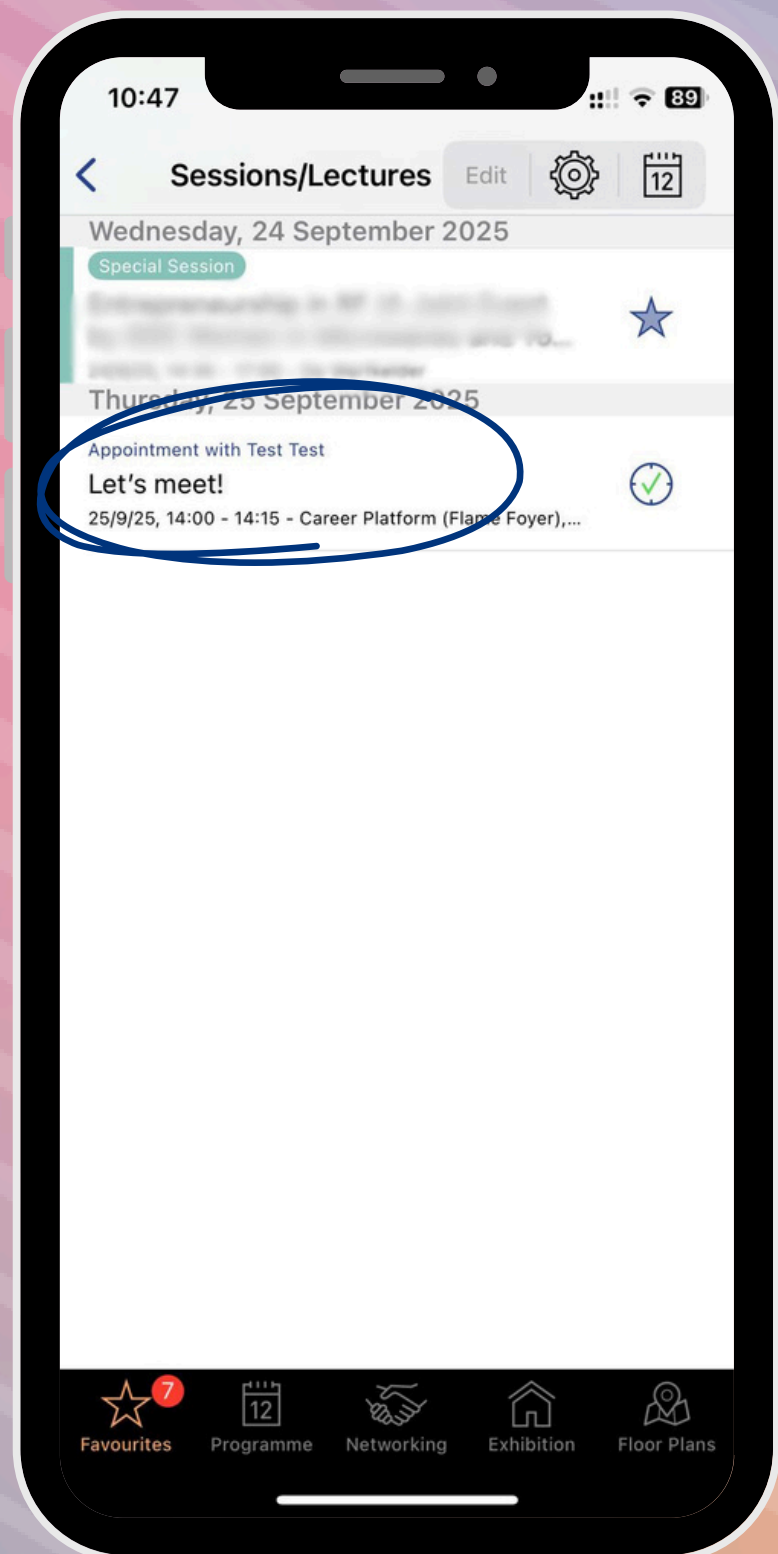 10:47
89
Sessions/Lectures
Edit
12
Wednesday, 24 September 2025
Special Session
Thursday, 25 September 2025
Appointment with Test Test
Let's meet!
25/9/25, 14:00 - 14:15 - Career Platform (Flame Foyer),...
7
12
Favourites
Programme
Networking
Exhibition
Floor Plans